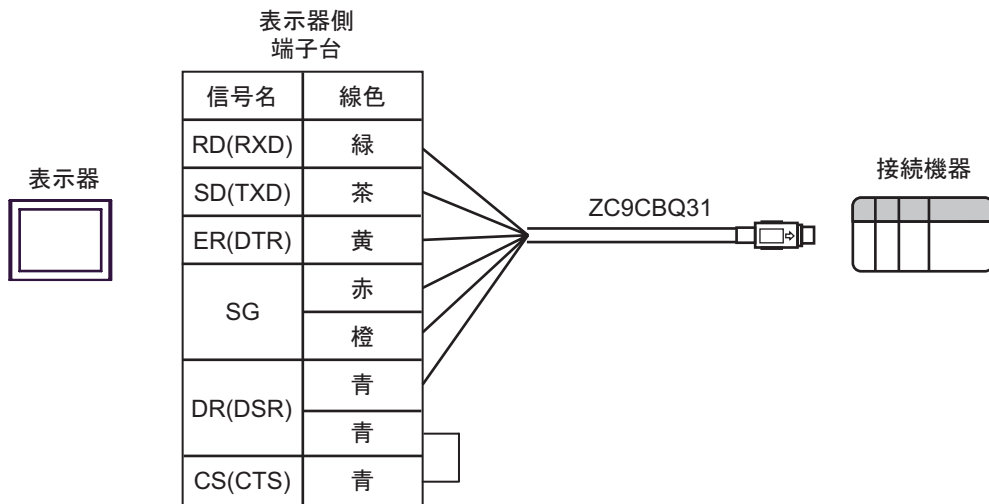 表示器側
端子台
信号名 線色
RD(RXD) 緑
SD(TXD) 茶
ER(DTR) 黄
SG 赤
橙
DR(DSR) 青
青
CS(CTS) 青
表示器
ZC9CBQ31
接続機器